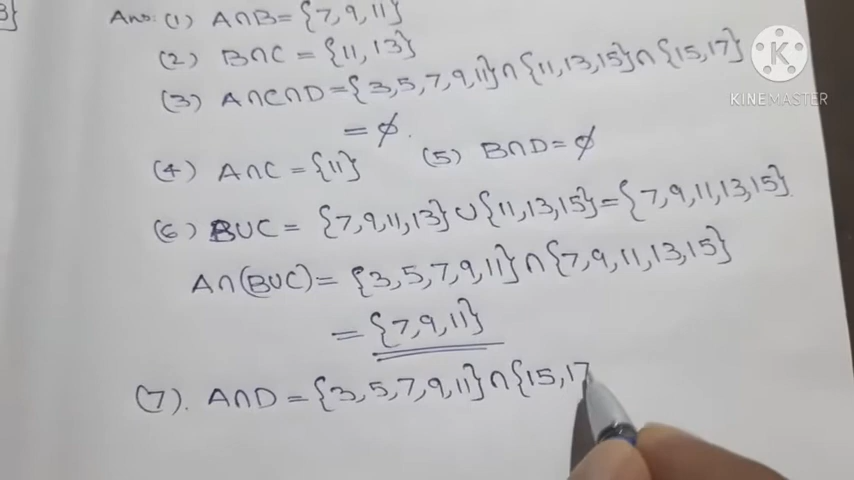 B}
Ans: (1) A∩B = {7,9,11}
(2) B∩C = {11,13}
(3) A∩C∩D = {3,5,7,9,11} ∩ {11,13,15} ∩ {15,17}
= ∅.
(4) A∩C = {11} (5) B∩D = ∅
(6) B∪C = {7,9,11,13} ∪ {11,13,15} = {7,9,11,13,15}
A∩(B∪C) = {3,5,7,9,11} ∩ {7,9,11,13,15}
= {7,9,11}
(7). A∩D = {3,5,7,9,11} ∩ {15,17
K
KINEMASTER